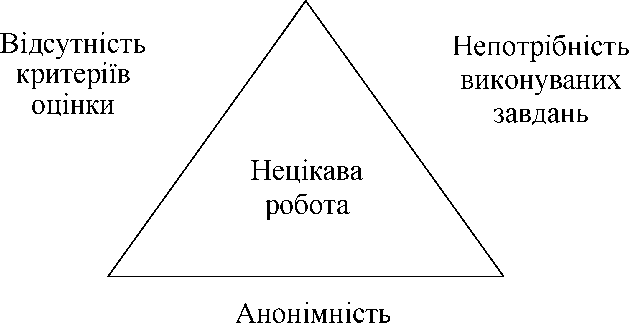 Відсутність
критеріїв
оцінки
Непотрібність
виконуваних
завдань
Нецікава
робота
Анонімність